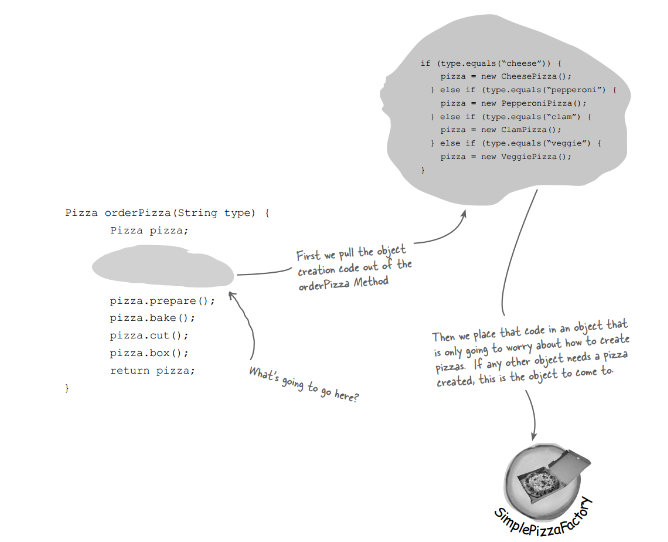 if (type.equals("cheese")) {
pizza = new CheesePizza();
} else if (type.equals("pepperoni") {
pizza = new PepperoniPizza();
} else if (type.equals("clam") {
pizza = new ClamPizza();
} else if (type.equals("veggie") {
pizza = new VeggiePizza();
}
Pizza orderPizza(String type) {
Pizza pizza;
pizza.prepare();
pizza.bake();
pizza.cut();
pizza.box();
return pizza;
}
First we pull the object
creation code out of the
orderPizza Method
What's going to go here?
Then we place that code in an object that
is only going to worry about how to create
pizzas. If any other object needs a pizza
created, this is the object to come to.
SimplePizzaFactory